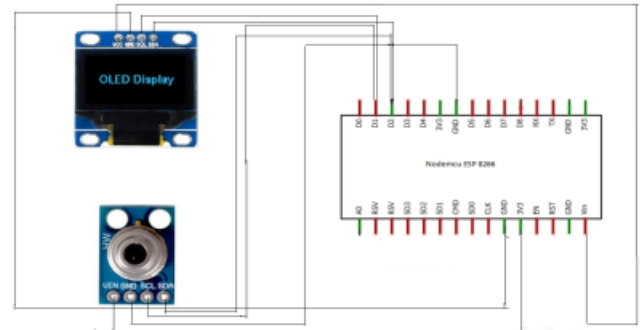 VCC GND SCL SDA
OLED Display
D0 D1 D2 D3 D4 3V3 GND D5 D6 D7 D8 RX TX GND 3V3
Nodemcu ESP 8266
A0 RSV RSV SD3 SD2 SD1 CMD SD0 CLK GND 3V3 EN RST GND Vin
MH
VIN GND SCL SDA